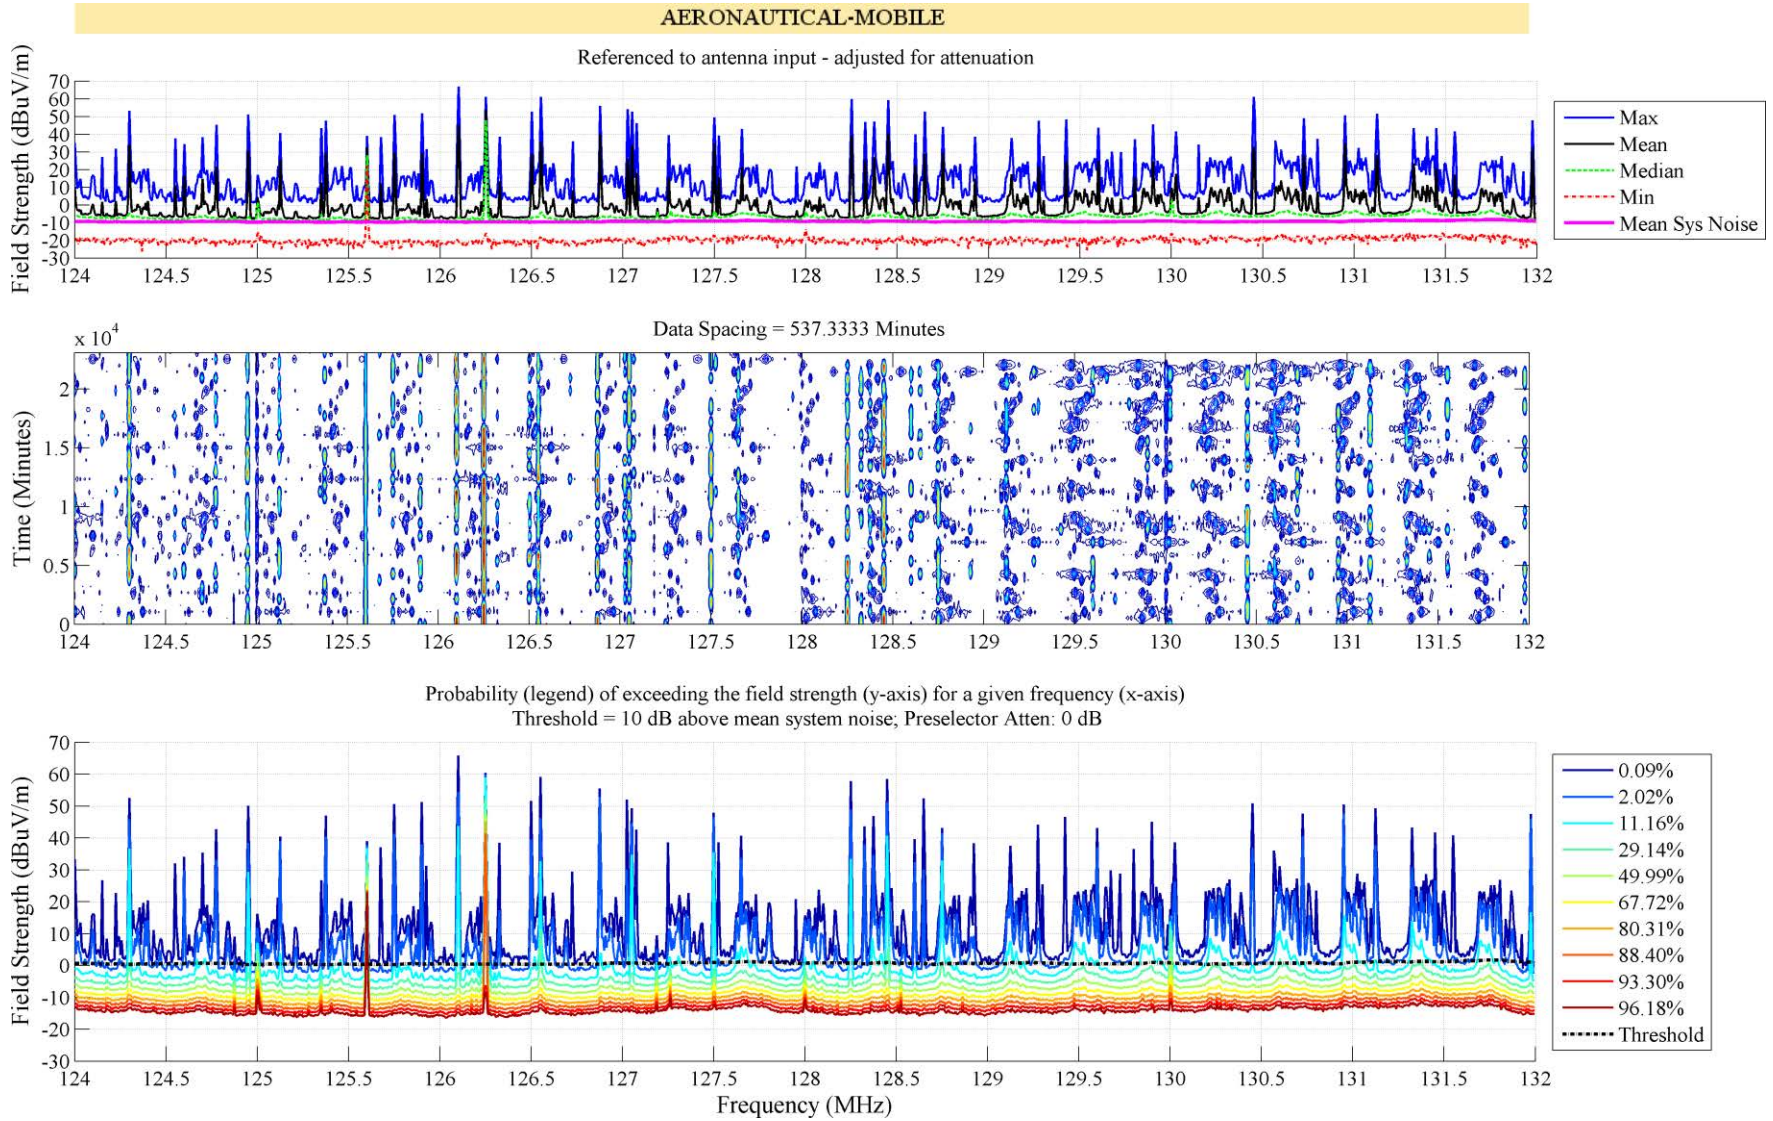 AERONAUTICAL-MOBILE
Referenced to antenna input - adjusted for attenuation
Field Strength (dBuV/m)
70
60
50
40
30
20
10
0
-10
-20
-30
124 124.5 125 125.5 126 126.5 127 127.5 128 128.5 129 129.5 130 130.5 131 131.5 132
Max
Mean
Median
Min
Mean Sys Noise
Data Spacing = 537.3333 Minutes
x 10^4
Time (Minutes)
2
1.5
1
0.5
0
124 124.5 125 125.5 126 126.5 127 127.5 128 128.5 129 129.5 130 130.5 131 131.5 132
Probability (legend) of exceeding the field strength (y-axis) for a given frequency (x-axis)
Threshold = 10 dB above mean system noise; Preselector Atten: 0 dB
Field Strength (dBuV/m)
70
60
50
40
30
20
10
0
-10
-20
-30
124 124.5 125 125.5 126 126.5 127 127.5 128 128.5 129 129.5 130 130.5 131 131.5 132
Frequency (MHz)
0.09%
2.02%
11.16%
29.14%
49.99%
67.72%
80.31%
88.40%
93.30%
96.18%
Threshold